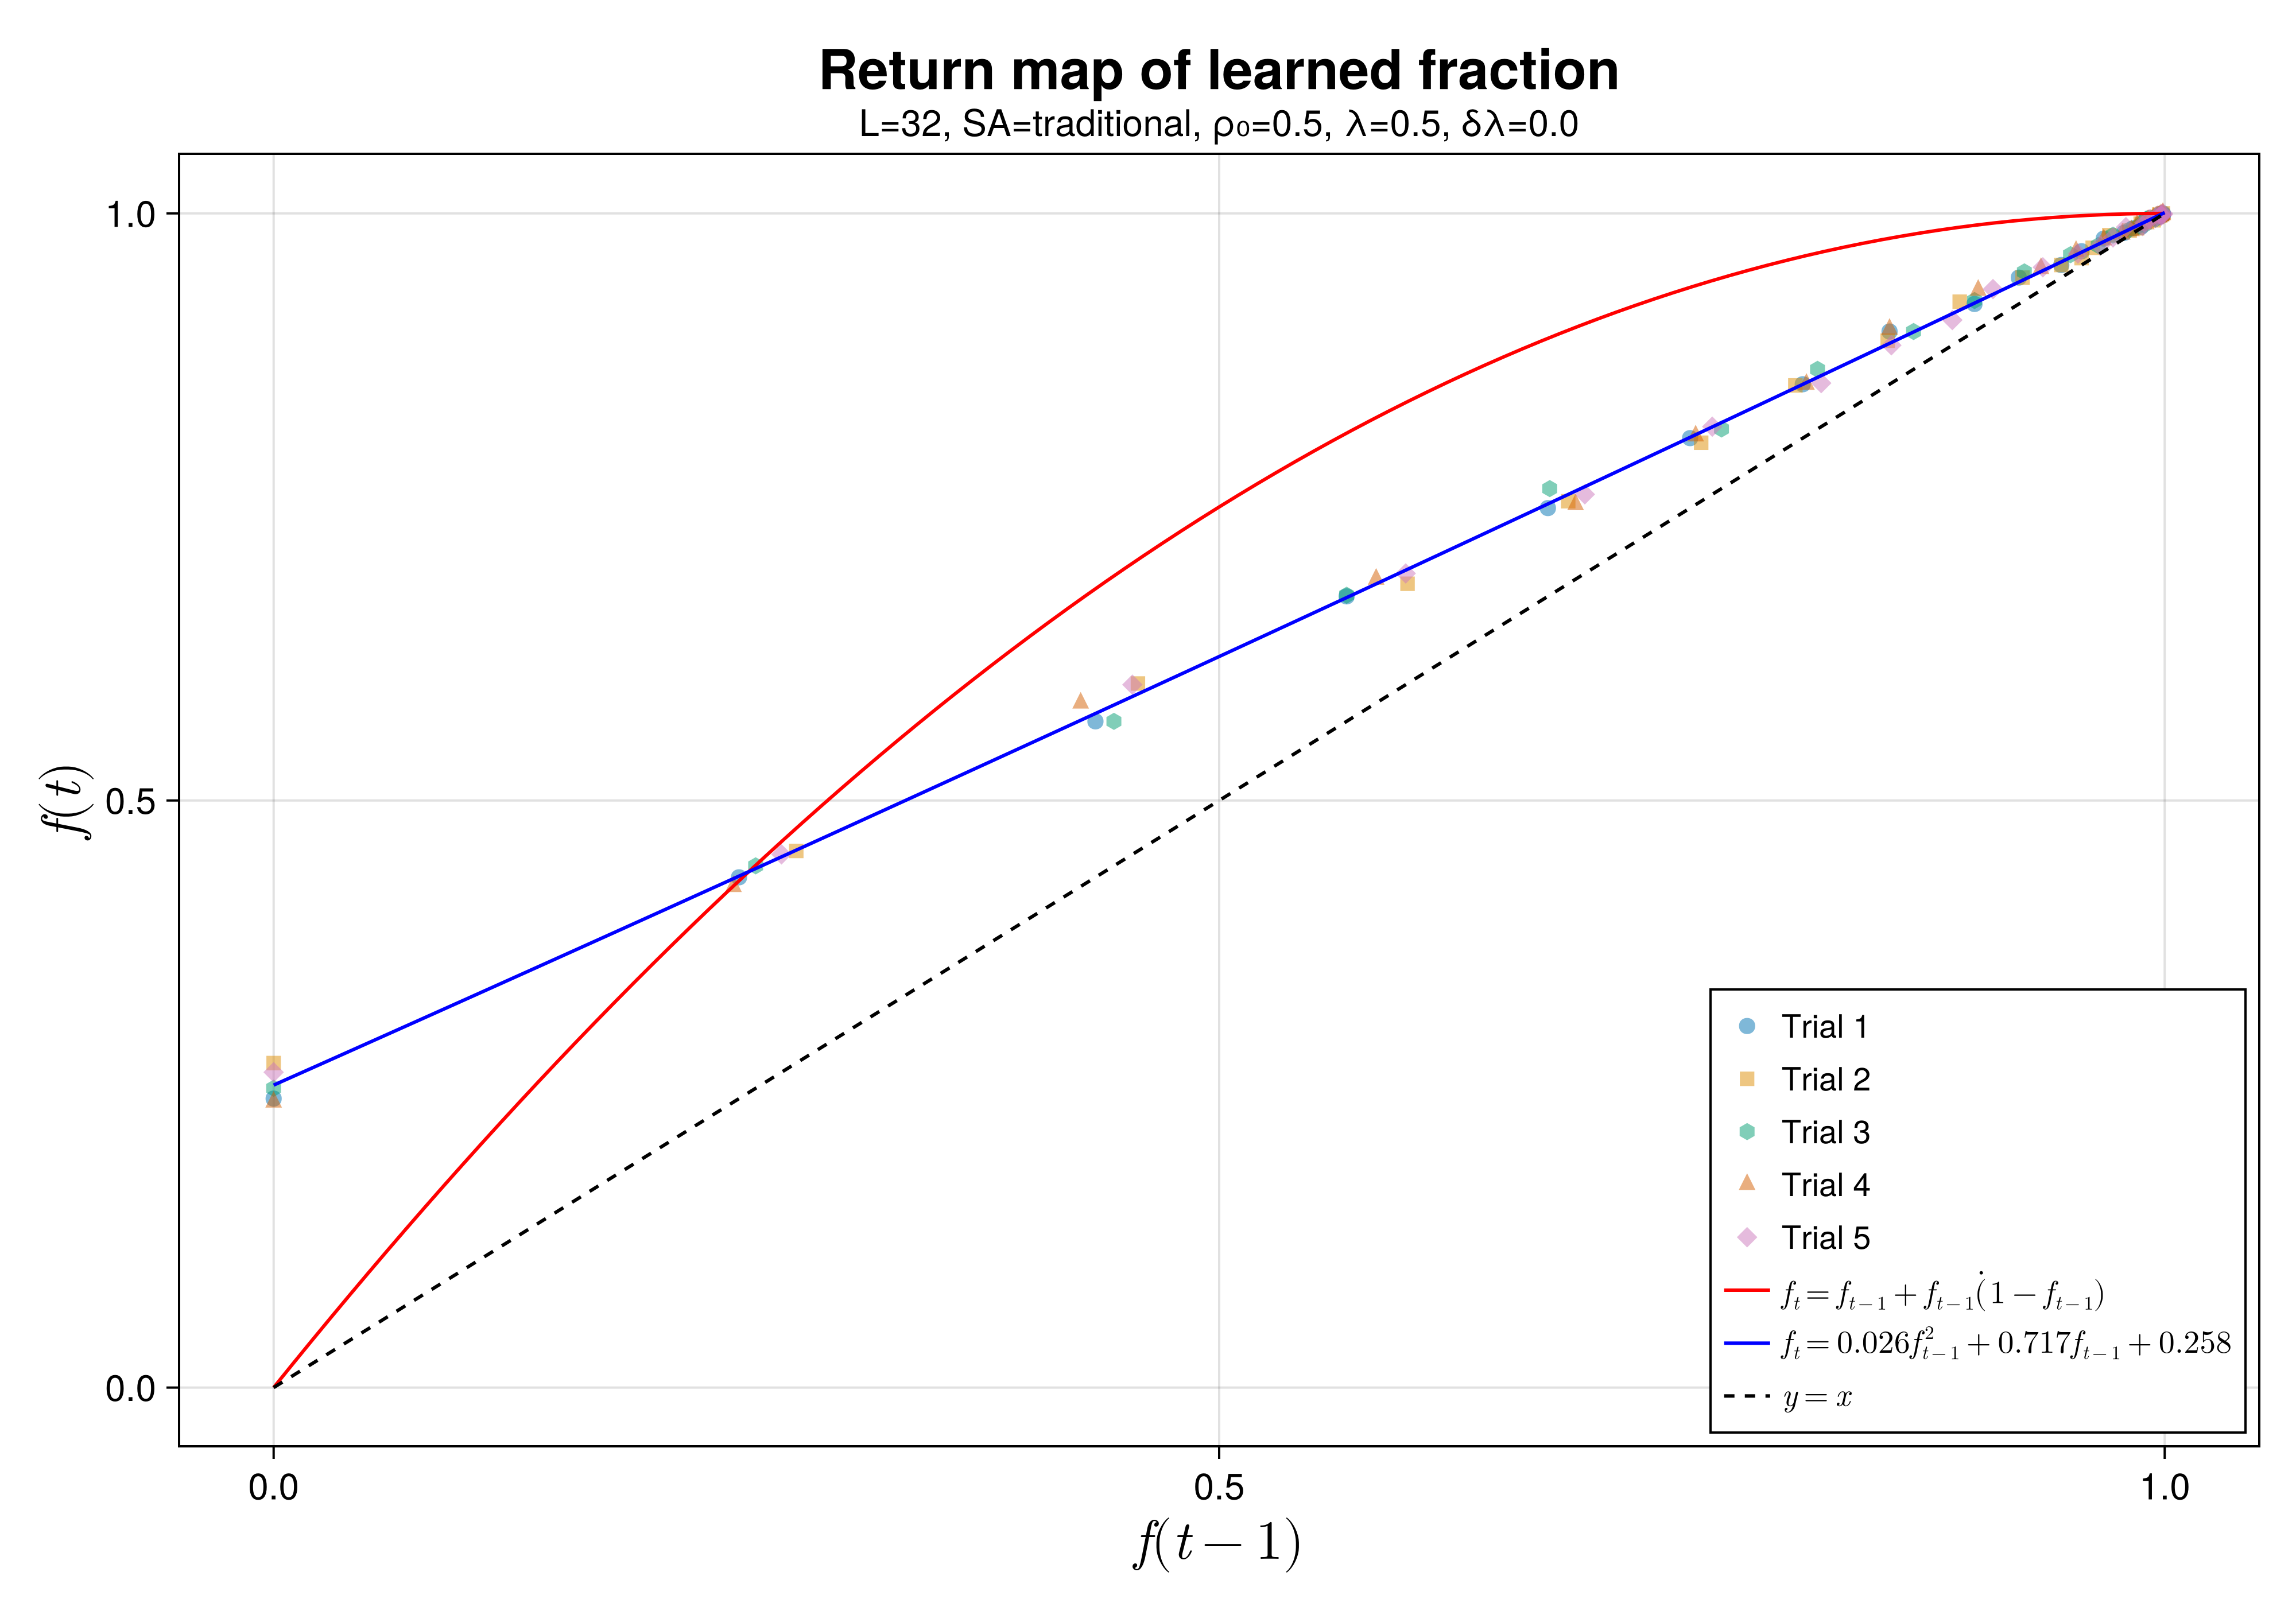 Return map of learned fraction
L=32, SA=traditional, ρ₀=0.5, λ=0.5, δλ=0.0
1.0
0.5
0.0
f(t)
0.0
0.5
1.0
f(t − 1)
Trial 1
Trial 2
Trial 3
Trial 4
Trial 5
f_t = f_{t−1} + f_{t−1}(̇1 − f_{t−1})
f_t = 0.026f²_{t−1} + 0.717f_{t−1} + 0.258
y = x